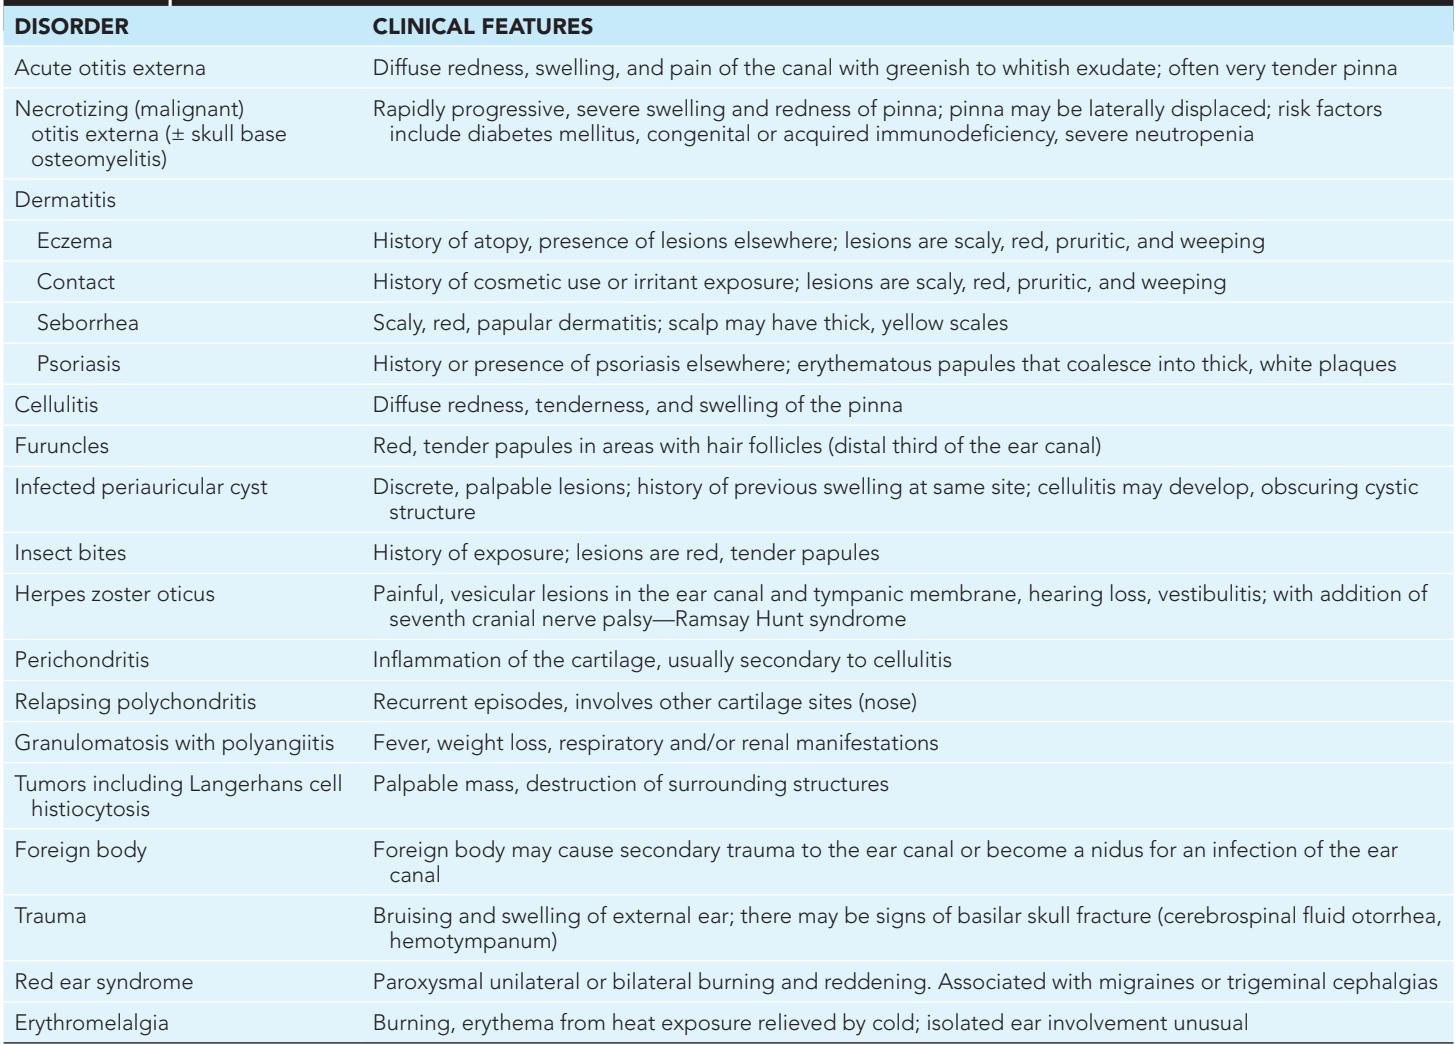 DISORDER CLINICAL FEATURES
Acute otitis externa Diffuse redness, swelling, and pain of the canal with greenish to whitish exudate; often very tender pinna
Necrotizing (malignant) Rapidly progressive, severe swelling and redness of pinna; pinna may be laterally displaced; risk factors
otitis externa (± skull base include diabetes mellitus, congenital or acquired immunodeficiency, severe neutropenia
osteomyelitis)
Dermatitis
Eczema History of atopy, presence of lesions elsewhere; lesions are scaly, red, pruritic, and weeping
Contact History of cosmetic use or irritant exposure; lesions are scaly, red, pruritic, and weeping
Seborrhea Scaly, red, papular dermatitis; scalp may have thick, yellow scales
Psoriasis History or presence of psoriasis elsewhere; erythematous papules that coalesce into thick, white plaques
Cellulitis Diffuse redness, tenderness, and swelling of the pinna
Furuncles Red, tender papules in areas with hair follicles (distal third of the ear canal)
Infected periauricular cyst Discrete, palpable lesions; history of previous swelling at same site; cellulitis may develop, obscuring cystic
structure
Insect bites History of exposure; lesions are red, tender papules
Herpes zoster oticus Painful, vesicular lesions in the ear canal and tympanic membrane, hearing loss, vestibulitis; with addition of
seventh cranial nerve palsy—Ramsay Hunt syndrome
Perichondritis Inflammation of the cartilage, usually secondary to cellulitis
Relapsing polychondritis Recurrent episodes, involves other cartilage sites (nose)
Granulomatosis with polyangiitis Fever, weight loss, respiratory and/or renal manifestations
Tumors including Langerhans cell Palpable mass, destruction of surrounding structures
histiocytosis
Foreign body Foreign body may cause secondary trauma to the ear canal or become a nidus for an infection of the ear
canal
Trauma Bruising and swelling of external ear; there may be signs of basilar skull fracture (cerebrospinal fluid otorrhea,
hemotympanum)
Red ear syndrome Paroxysmal unilateral or bilateral burning and reddening. Associated with migraines or trigeminal cephalgias
Erythromelalgia Burning, erythema from heat exposure relieved by cold; isolated ear involvement unusual